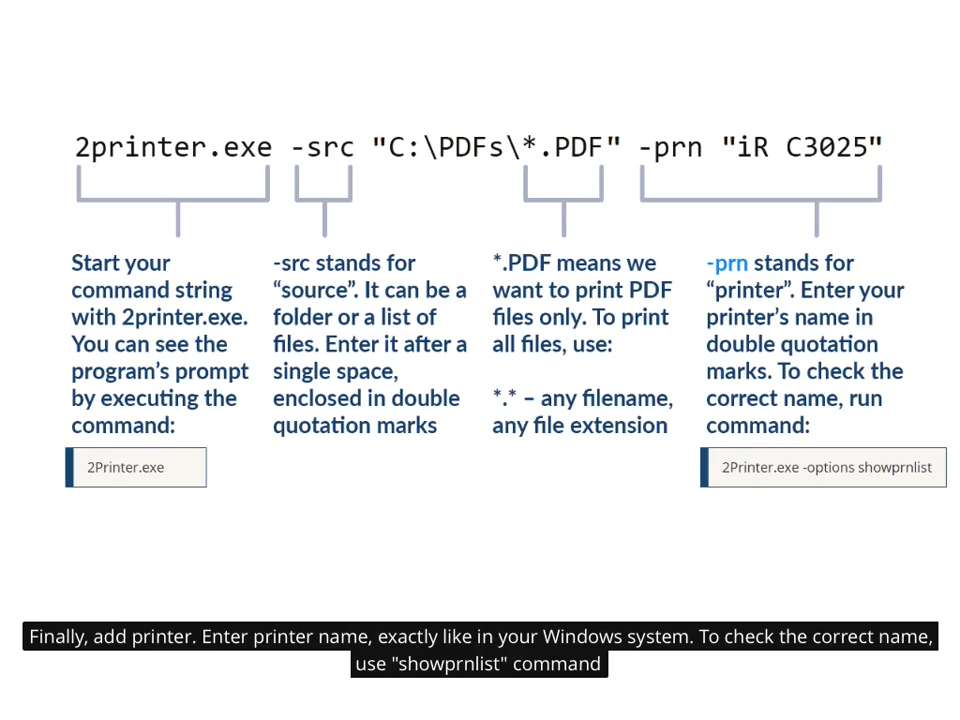 2printer.exe -src "C:\PDFs\*.PDF" -prn "iR C3025"
Start your
command string
with 2printer.exe.
You can see the
program’s prompt
by executing the
command:
2Printer.exe
-src stands for
“source”. It can be a
folder or a list of
files. Enter it after a
single space,
enclosed in double
quotation marks
*.PDF means we
want to print PDF
files only. To print
all files, use:
*.* – any filename,
any file extension
-prn stands for
“printer”. Enter your
printer’s name in
double quotation
marks. To check the
correct name, run
command:
2Printer.exe -options showprnlist
Finally, add printer. Enter printer name, exactly like in your Windows system. To check the correct name,
use "showprnlist" command